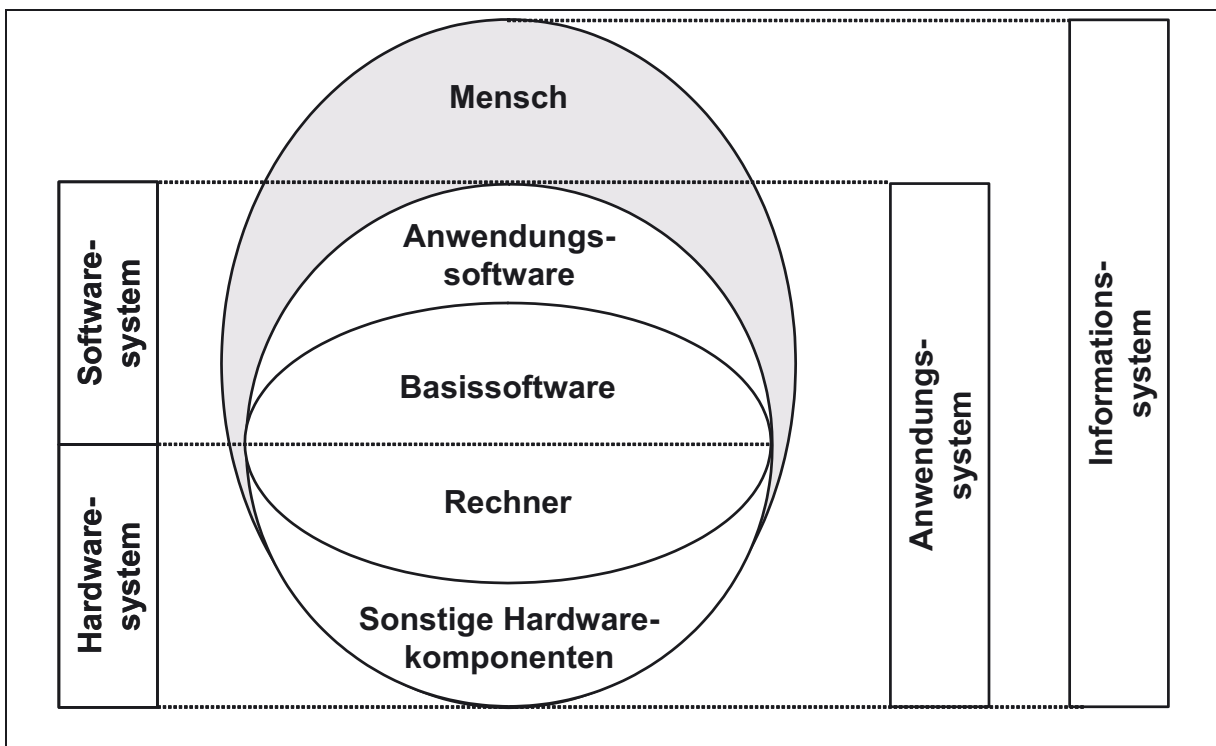 Mensch
Anwendungs-
software
Basissoftware
Rechner
Sonstige Hardware-
komponenten
Software-
system
Hardware-
system
Anwendungs-
system
Informations-
system